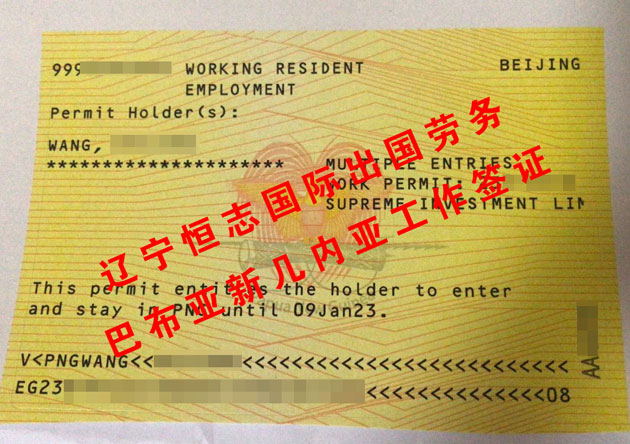 999 WORKING RESIDENT BEIJING
EMPLOYMENT
Permit Holder(s):
WANG,
********************* MULTIPLE ENTRIES
WORK PERMIT:
SUPREME INVESTMENT LIM
辽宁恒志国际出国劳务
巴布亚新几内亚工作签证
This permit entitles the holder to enter
and stay in PNG until 09Jan23.
V<PNGWANG<<<<<<<<<<<<<<<<<<<<<<<<<<<<<<
EG23 <<<<<<<<<<<<<<08
AA